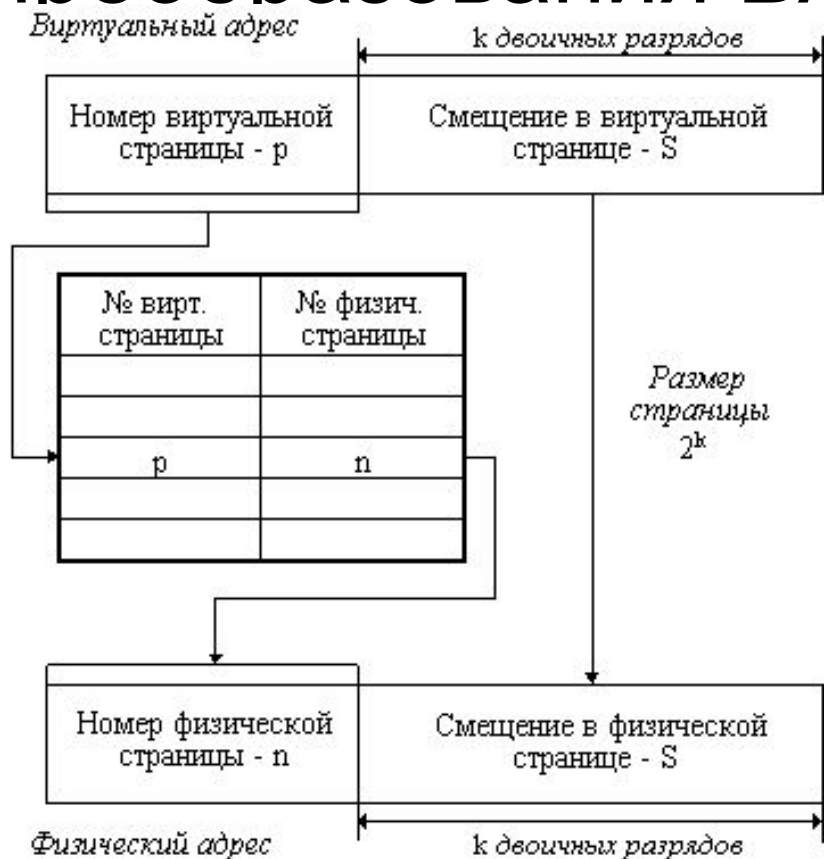 Виртуальный адрес
k двоичных разрядов
Номер виртуальной
страницы - p
Смещение в виртуальной
странице - S
№ вирт.
страницы
№ физич.
страницы
p
n
Размер
страницы
2ᵏ
Номер физической
страницы - n
Смещение в физической
странице - S
Физический адрес
k двоичных разрядов